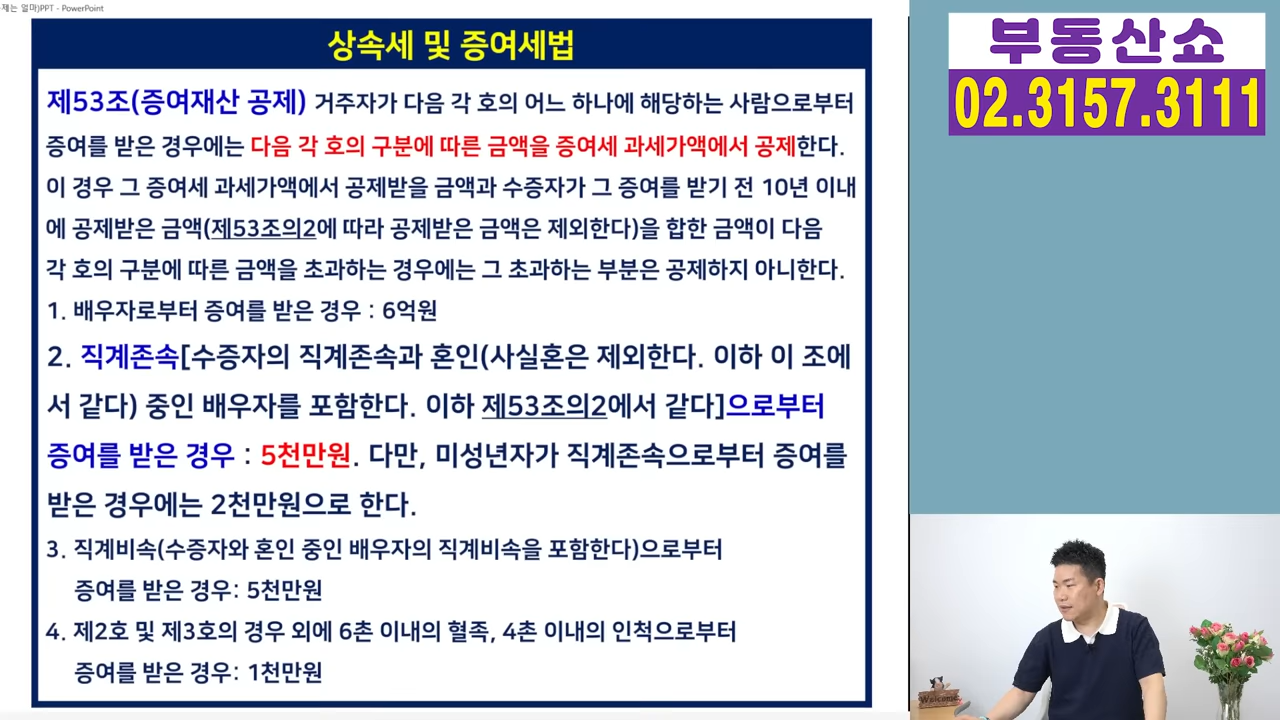 제는 얼마)PPT - PowerPoint
상속세 및 증여세법
제53조(증여재산 공제) 거주자가 다음 각 호의 어느 하나에 해당하는 사람으로부터
증여를 받은 경우에는 다음 각 호의 구분에 따른 금액을 증여세 과세가액에서 공제한다.
이 경우 그 증여세 과세가액에서 공제받을 금액과 수증자가 그 증여를 받기 전 10년 이내
에 공제받은 금액(제53조의2에 따라 공제받은 금액은 제외한다)을 합한 금액이 다음
각 호의 구분에 따른 금액을 초과하는 경우에는 그 초과하는 부분은 공제하지 아니한다.
1. 배우자로부터 증여를 받은 경우 : 6억원
2. 직계존속[수증자의 직계존속과 혼인(사실혼은 제외한다. 이하 이 조에
서 같다) 중인 배우자를 포함한다. 이하 제53조의2에서 같다]으로부터
증여를 받은 경우 : 5천만원. 다만, 미성년자가 직계존속으로부터 증여를
받은 경우에는 2천만원으로 한다.
3. 직계비속(수증자와 혼인 중인 배우자의 직계비속을 포함한다)으로부터
증여를 받은 경우: 5천만원
4. 제2호 및 제3호의 경우 외에 6촌 이내의 혈족, 4촌 이내의 인척으로부터
증여를 받은 경우: 1천만원
부동산쇼
02.3157.3111
Welcome